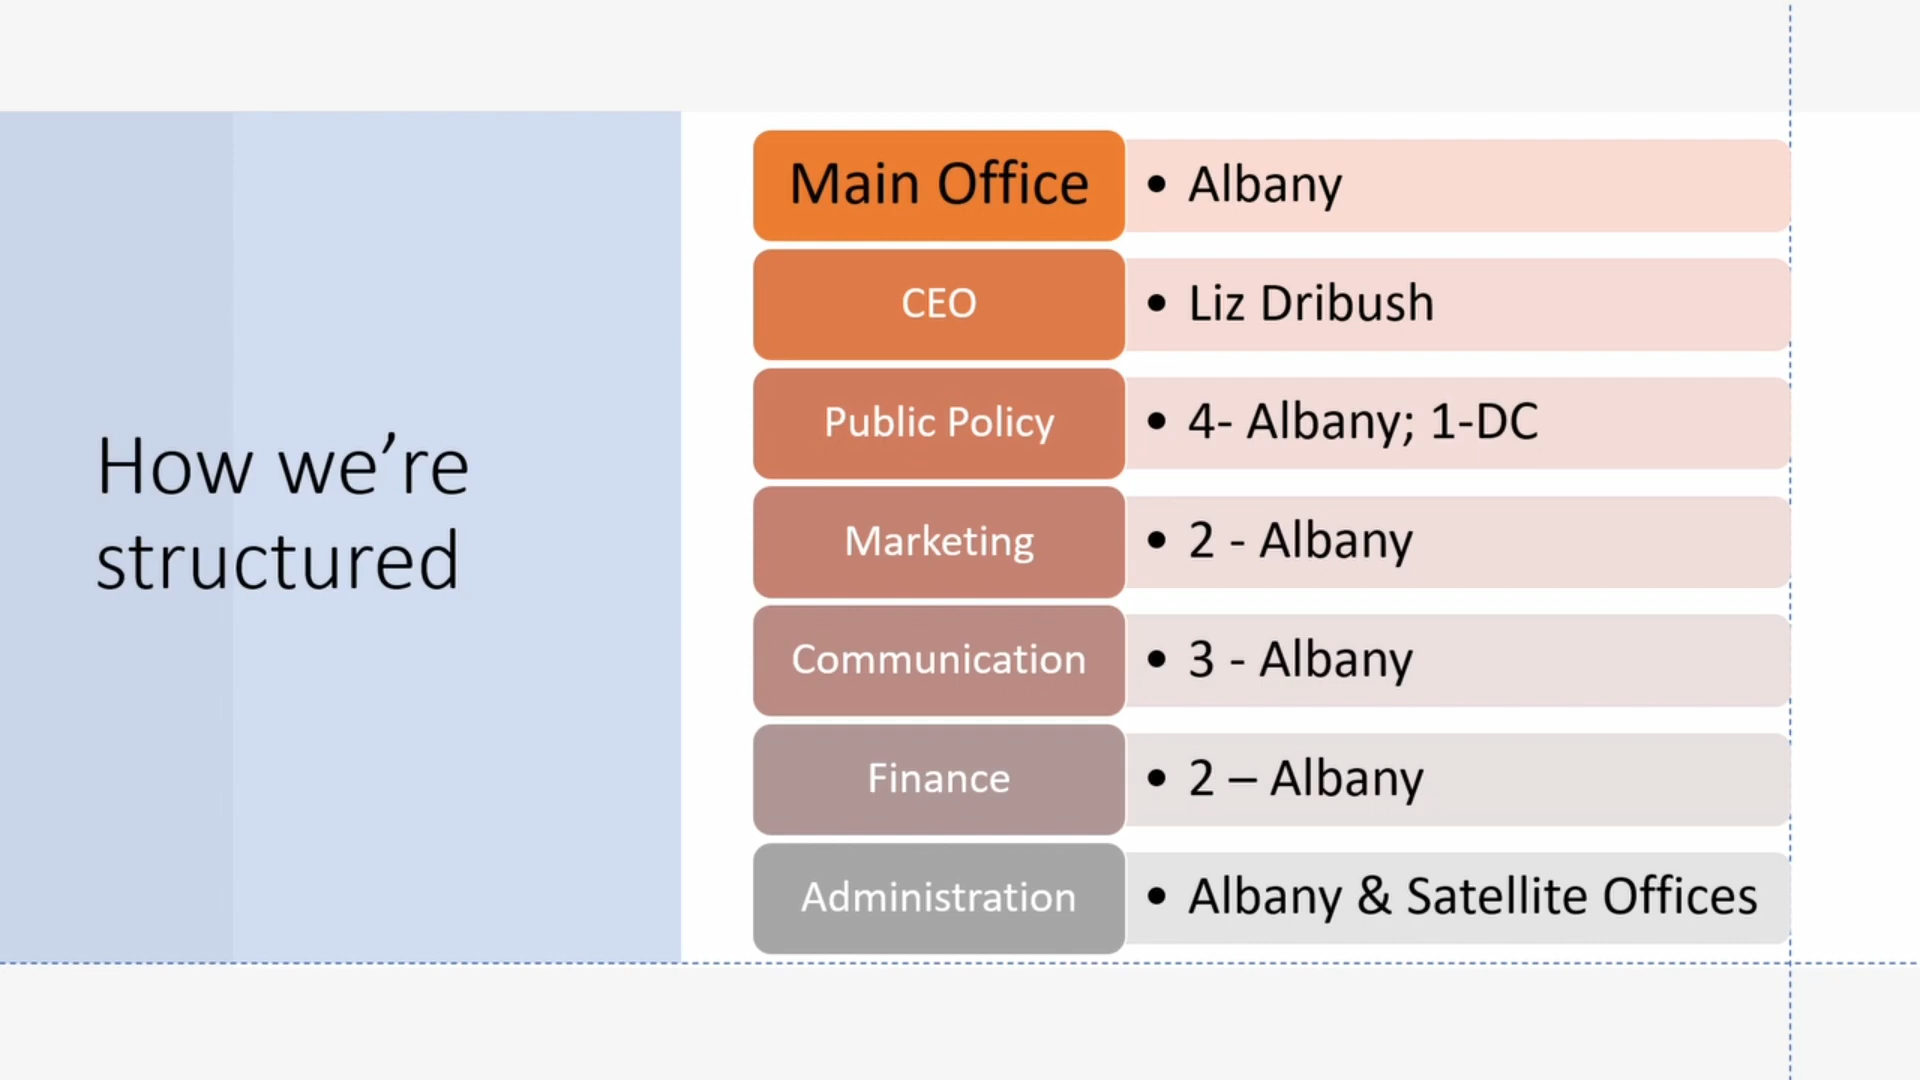 How we’re
structured
Main Office
• Albany
CEO
• Liz Dribush
Public Policy
• 4- Albany; 1-DC
Marketing
• 2 - Albany
Communication
• 3 - Albany
Finance
• 2 – Albany
Administration
• Albany & Satellite Offices